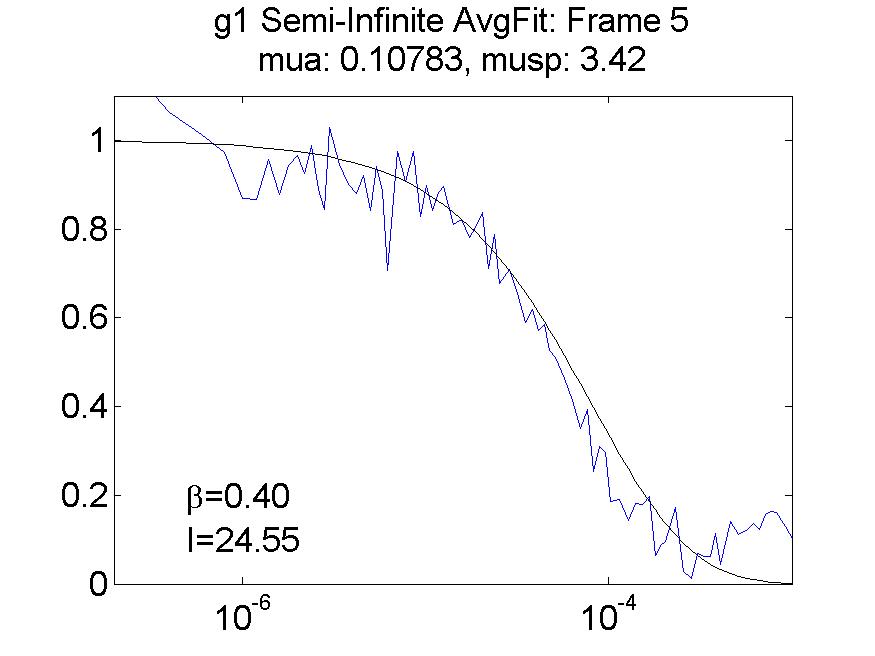 g1 Semi-Infinite AvgFit: Frame 5
mua: 0.10783, musp: 3.42
1
0.8
0.6
0.4
0.2
0
β=0.40
I=24.55
10^-6
10^-4